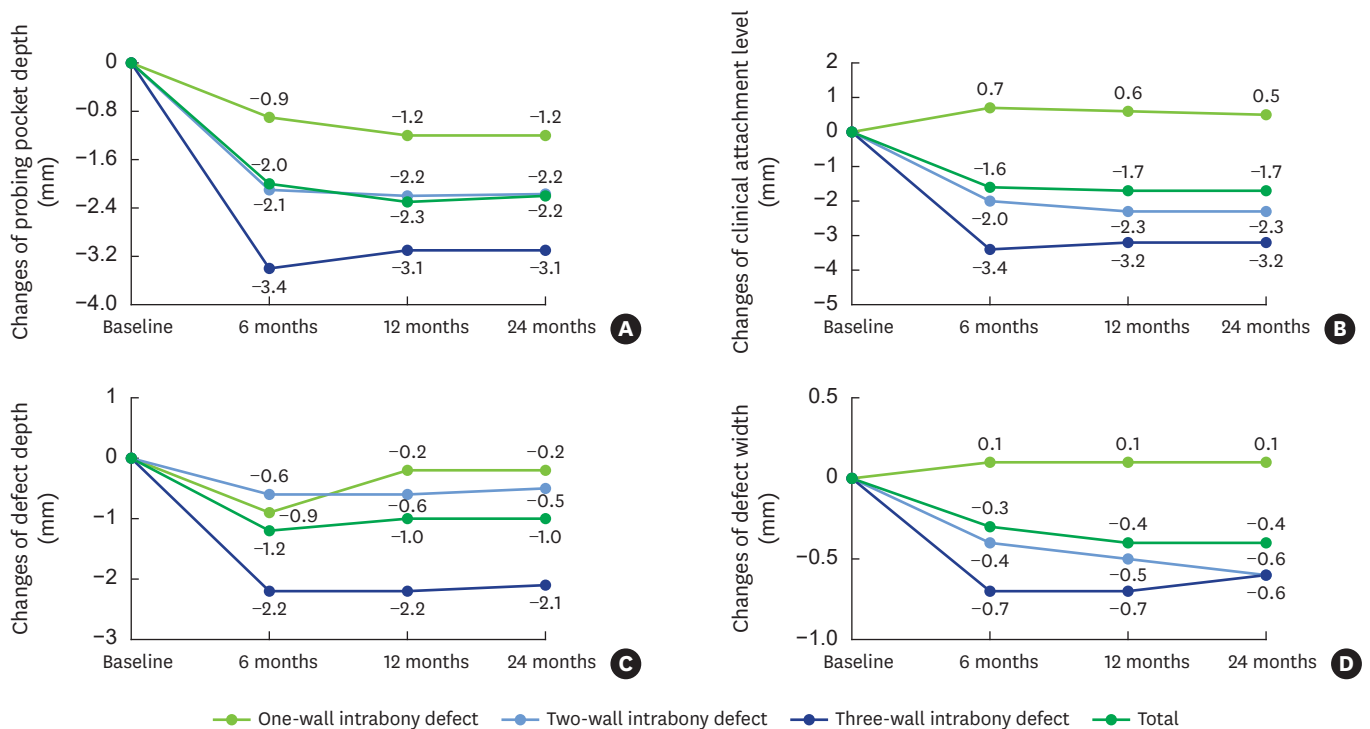 Changes of probing pocket depth
(mm)
0
−0.8
−1.6
−2.4
−3.2
−4.0
−0.9
−1.2
−1.2
−2.0
−2.2
−2.2
−2.1
−2.3
−2.2
−3.4
−3.1
−3.1
Baseline
6 months
12 months
24 months
A
Changes of clinical attachment level
(mm)
2
1
0
−1
−2
−3
−4
−5
0.7
0.6
0.5
−1.6
−1.7
−1.7
−2.0
−2.3
−2.3
−3.4
−3.2
−3.2
Baseline
6 months
12 months
24 months
B
Changes of defect depth
(mm)
1
0
−1
−2
−3
−0.6
−0.2
−0.2
−0.9
−0.6
−0.5
−1.2
−1.0
−1.0
−2.2
−2.2
−2.1
Baseline
6 months
12 months
24 months
C
Changes of defect width
(mm)
0.5
0
−0.5
−1.0
0.1
0.1
0.1
−0.3
−0.4
−0.4
−0.4
−0.5
−0.6
−0.7
−0.7
−0.6
Baseline
6 months
12 months
24 months
D
One-wall intrabony defect
Two-wall intrabony defect
Three-wall intrabony defect
Total